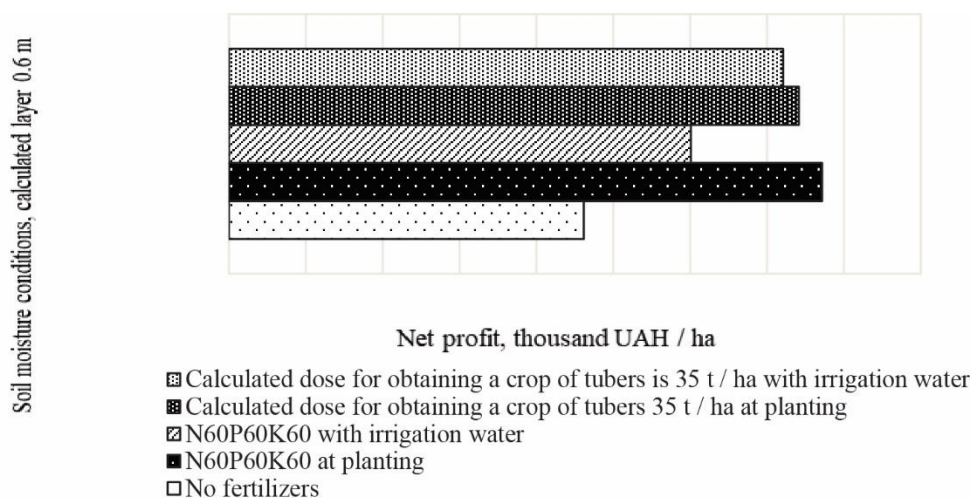 Soil moisture conditions, calculated layer 0.6 m
Net profit, thousand UAH / ha
Calculated dose for obtaining a crop of tubers is 35 t / ha with irrigation water
Calculated dose for obtaining a crop of tubers 35 t / ha at planting
N60P60K60 with irrigation water
N60P60K60 at planting
No fertilizers